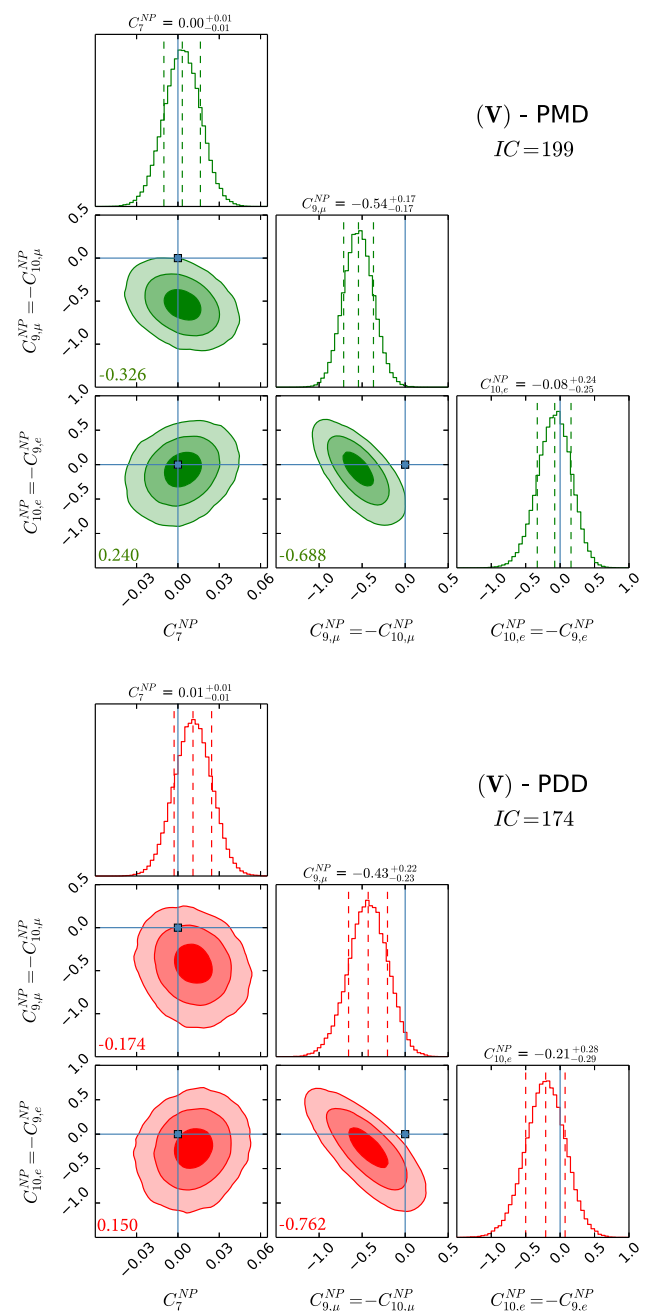 C_7^{NP} = 0.00^{+0.01}_{-0.01}
(V) - PMD
IC=199
0.5
0.0
−0.5
−1.0
C_{9,μ}^{NP}=−C_{10,μ}^{NP}
-0.326
C_{9,μ}^{NP} = −0.54^{+0.17}_{-0.17}
1.0
0.5
0.0
−0.5
−1.0
C_{10,e}^{NP}=−C_{9,e}^{NP}
0.240
-0.688
C_{10,e}^{NP} = −0.08^{+0.24}_{-0.25}
−0.03 0.00 0.03 0.06
−1.0 −0.5 0.0 0.5
−1.0 −0.5 0.0 0.5 1.0
C_7^{NP}
C_{9,μ}^{NP}=−C_{10,μ}^{NP}
C_{10,e}^{NP}=−C_{9,e}^{NP}
C_7^{NP} = 0.01^{+0.01}_{-0.01}
(V) - PDD
IC=174
0.5
0.0
−0.5
−1.0
C_{9,μ}^{NP}=−C_{10,μ}^{NP}
-0.174
C_{9,μ}^{NP} = −0.43^{+0.22}_{-0.23}
1.0
0.5
0.0
−0.5
−1.0
C_{10,e}^{NP}=−C_{9,e}^{NP}
0.150
-0.762
C_{10,e}^{NP} = −0.21^{+0.28}_{-0.29}
−0.03 0.00 0.03 0.06
−1.0 −0.5 0.0 0.5
−1.0 −0.5 0.0 0.5 1.0
C_7^{NP}
C_{9,μ}^{NP}=−C_{10,μ}^{NP}
C_{10,e}^{NP}=−C_{9,e}^{NP}